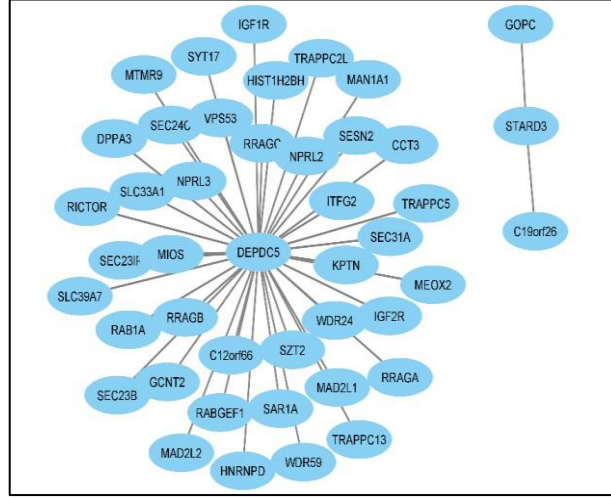 IGF1R
GOPC
SYT17
TRAPPC2L
MTMR9
HIST1H2BH
MAN1A1
SEC24C
VPS53
STARD3
DPPA3
RRAGC
SESN2
CCT3
NPRL2
NPRL3
SLC33A1
ITFG2
RICTOR
TRAPPC5
C19orf26
SEC31A
DEPDC5
MIOS
KPTN
MEOX2
SLC39A7
RRAGB
IGF2R
RAB1A
WDR24
SZT2
C12orf66
RRAGA
GCNT2
MAD2L1
SEC23B
RABGEF1
SAR1A
TRAPPC13
MAD2L2
WDR59
HNRNPD